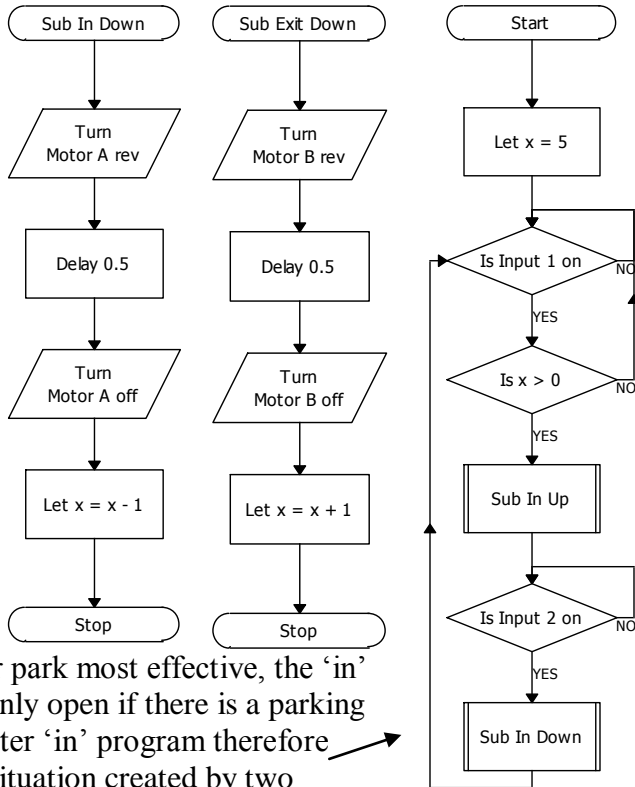 Sub In Down
Turn
Motor A rev
Delay 0.5
Turn
Motor A off
Let x = x - 1
Stop
Sub Exit Down
Turn
Motor B rev
Delay 0.5
Turn
Motor B off
Let x = x + 1
Stop
Start
Let x = 5
Is Input 1 on
NO
YES
Is x > 0
NO
YES
Sub In Up
Is Input 2 on
NO
YES
Sub In Down
park most effective, the ‘in’
only open if there is a parking
‘in’ program therefore
created by two